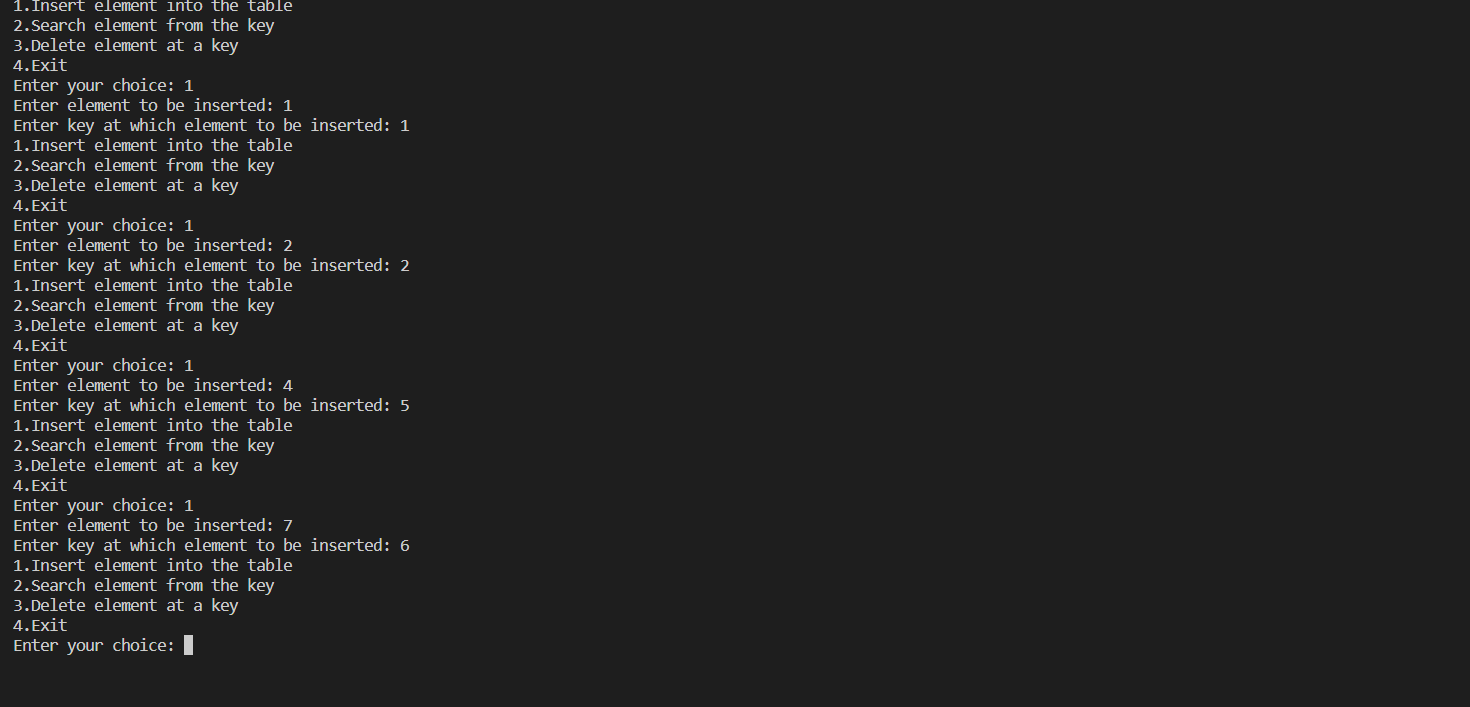 1.Insert element into the table
2.Search element from the key
3.Delete element at a key
4.Exit
Enter your choice: 1
Enter element to be inserted: 1
Enter key at which element to be inserted: 1
1.Insert element into the table
2.Search element from the key
3.Delete element at a key
4.Exit
Enter your choice: 1
Enter element to be inserted: 2
Enter key at which element to be inserted: 2
1.Insert element into the table
2.Search element from the key
3.Delete element at a key
4.Exit
Enter your choice: 1
Enter element to be inserted: 4
Enter key at which element to be inserted: 5
1.Insert element into the table
2.Search element from the key
3.Delete element at a key
4.Exit
Enter your choice: 1
Enter element to be inserted: 7
Enter key at which element to be inserted: 6
1.Insert element into the table
2.Search element from the key
3.Delete element at a key
4.Exit
Enter your choice: